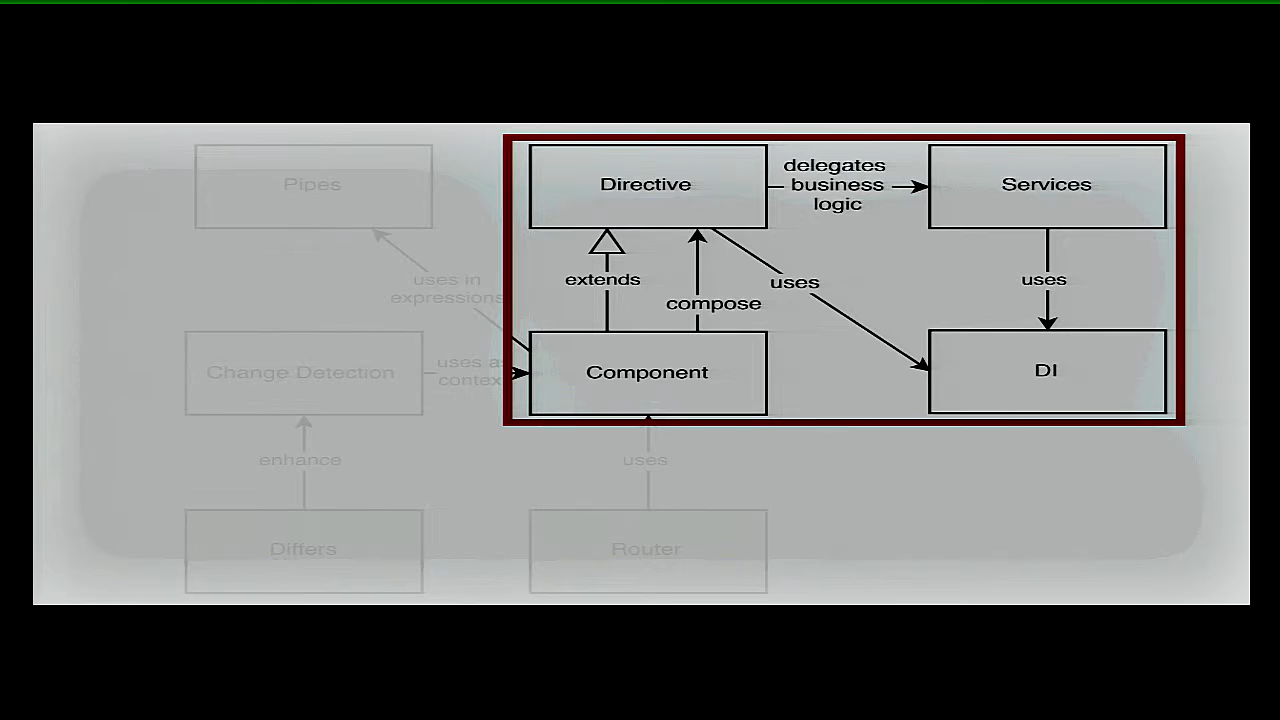 Pipes
Directive
delegates
business
logic
Services
uses in
expressions
extends
compose
uses
uses
Change Detection
uses as
context
Component
DI
enhance
uses
Differs
Router